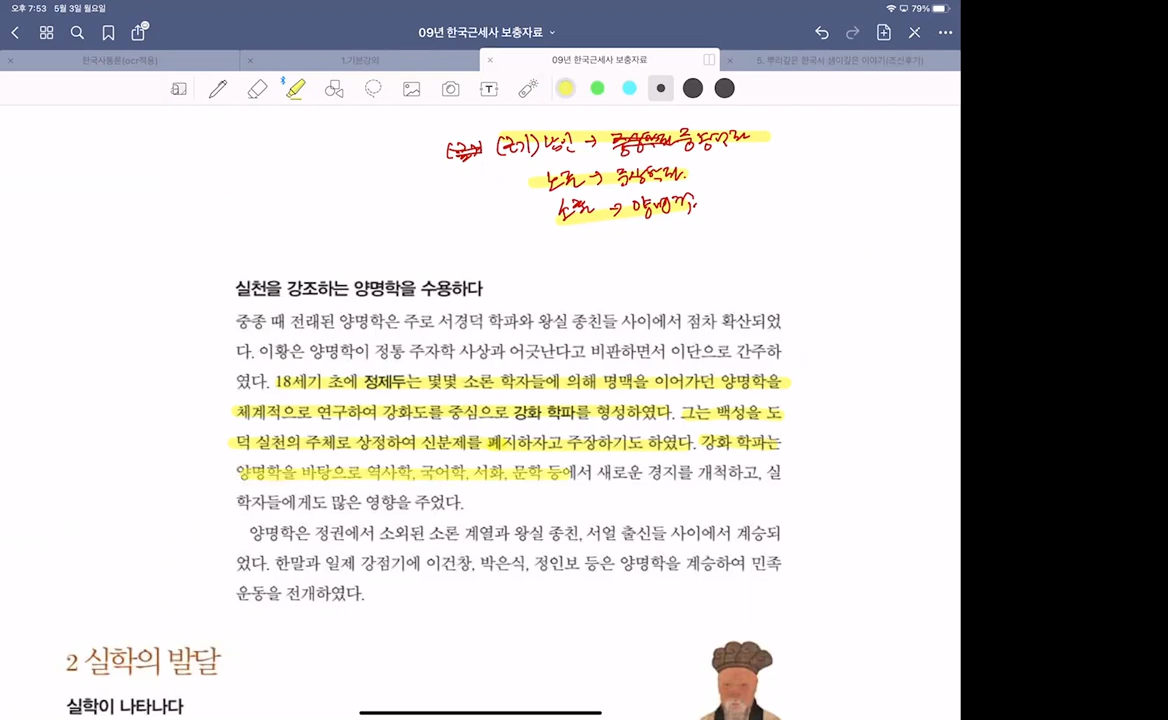 오후 7:53 5월 3일 월요일
79%
09년 한국근세사 보충자료
한국사통론(ocr적용)
1.기본강의
09년 한국근세사 보충자료
5. 뿌리깊은 한국사 샘이깊은 이야기(조선후기)
(근기) 남인 → 중농학파
노론 → 중상학파.
소론 → 양명학.
실천을 강조하는 양명학을 수용하다
중종 때 전래된 양명학은 주로 서경덕 학파와 왕실 종친들 사이에서 점차 확산되었
다. 이황은 양명학이 정통 주자학 사상과 어긋난다고 비판하면서 이단으로 간주하
였다. 18세기 초에 정제두는 몇몇 소론 학자들에 의해 명맥을 이어가던 양명학을
체계적으로 연구하여 강화도를 중심으로 강화 학파를 형성하였다. 그는 백성을 도
덕 실천의 주체로 상정하여 신분제를 폐지하자고 주장하기도 하였다. 강화 학파는
양명학을 바탕으로 역사학, 국어학, 서화, 문학 등에서 새로운 경지를 개척하고, 실
학자들에게도 많은 영향을 주었다.
양명학은 정권에서 소외된 소론 계열과 왕실 종친, 서얼 출신들 사이에서 계승되
었다. 한말과 일제 강점기에 이건창, 박은식, 정인보 등은 양명학을 계승하여 민족
운동을 전개하였다.
2 실학의 발달
실학이 나타나다